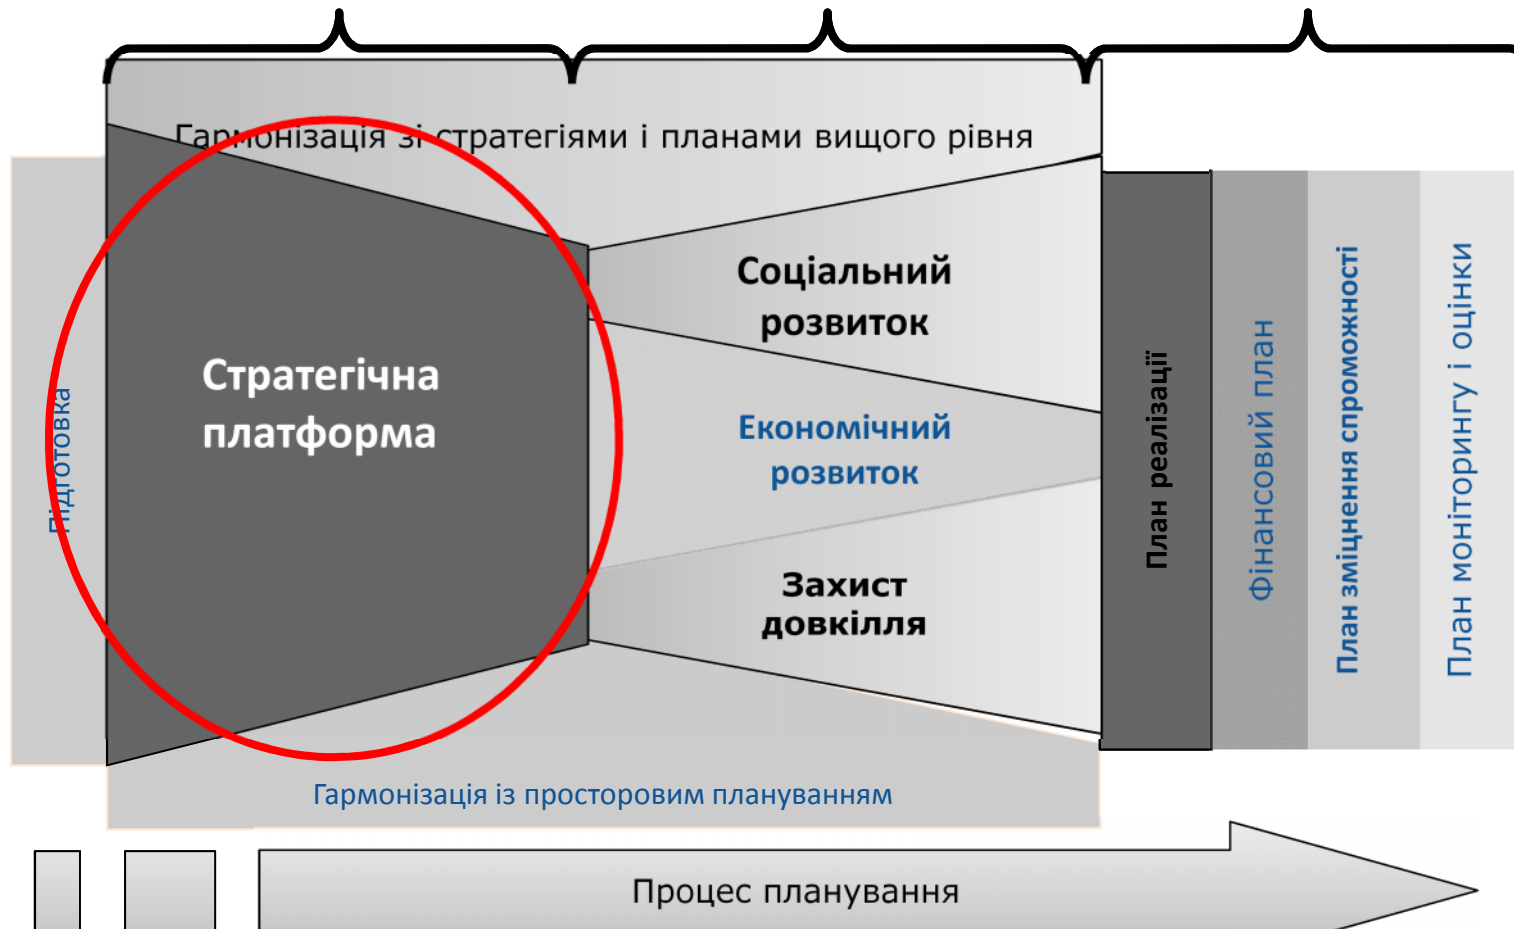 Гармонізація зі стратегіями і планами вищого рівня
Підготовка
Стратегічна
платформа
Соціальний
розвиток
Економічний
розвиток
Захист
довкілля
План реалізації
Фінансовий план
План зміцнення спроможності
План моніторингу і оцінки
Гармонізація із просторовим плануванням
Процес планування